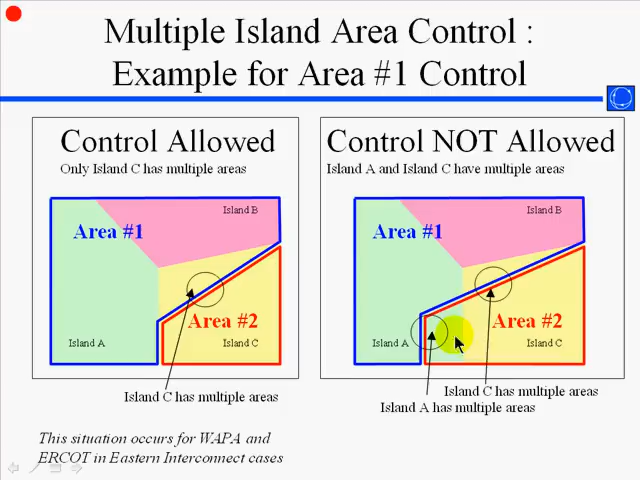 Multiple Island Area Control :
Example for Area #1 Control
Control Allowed
Only Island C has multiple areas
Island B
Area #1
Area #2
Island A
Island C
Island C has multiple areas
Control NOT Allowed
Island A and Island C have multiple areas
Island B
Area #1
Area #2
Island A
Island C
Island C has multiple areas
Island A has multiple areas
This situation occurs for WAPA and
ERCOT in Eastern Interconnect cases